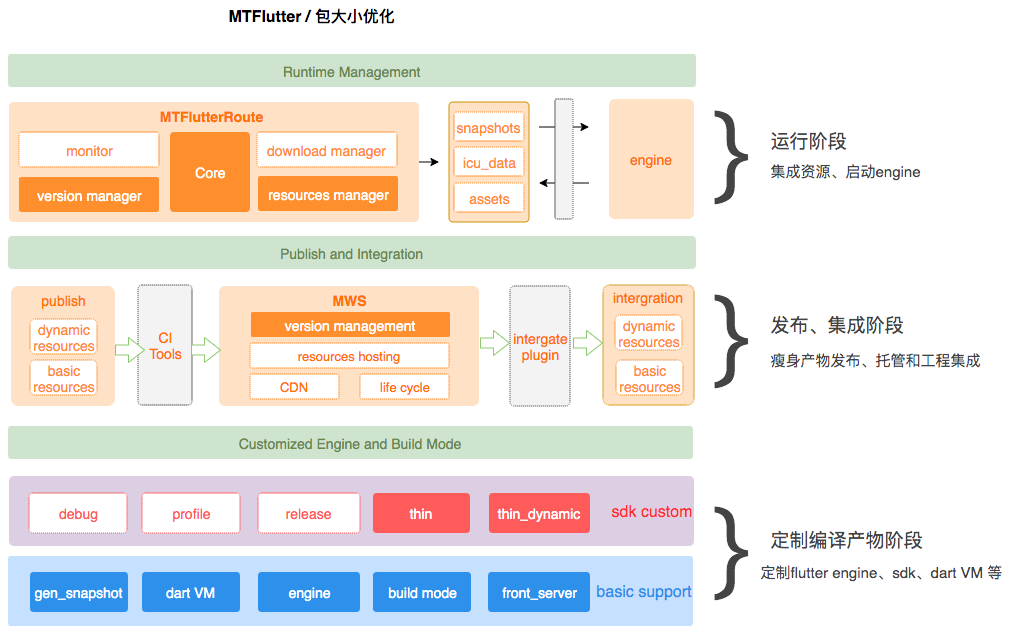 MTFlutter / 包大小优化
Runtime Management
MTFlutterRoute
monitor
download manager
Core
version manager
resources manager
snapshots
icu_data
assets
engine
运行阶段
集成资源、启动engine
Publish and Integration
publish
dynamic
resources
basic
resources
CI
Tools
MWS
version management
resources hosting
CDN
life cycle
intergate
plugin
intergration
dynamic
resources
basic
resources
发布、集成阶段
瘦身产物发布、托管和工程集成
Customized Engine and Build Mode
debug
profile
release
thin
thin_dynamic
sdk custom
gen_snapshot
dart VM
engine
build mode
front_server
basic support
定制编译产物阶段
定制flutter engine、sdk、dart VM 等